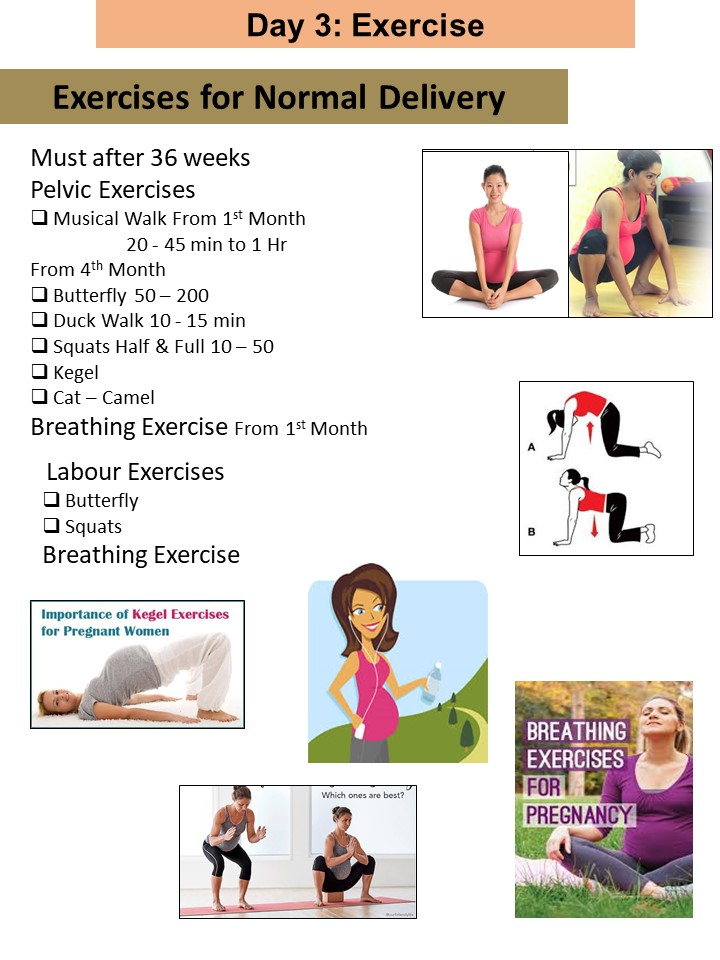 Day 3: Exercise
Exercises for Normal Delivery
Must after 36 weeks
Pelvic Exercises
❑ Musical Walk From 1st Month
20 - 45 min to 1 Hr
From 4th Month
❑ Butterfly 50 – 200
❑ Duck Walk 10 - 15 min
❑ Squats Half & Full 10 – 50
❑ Kegel
❑ Cat – Camel
Breathing Exercise From 1st Month
Labour Exercises
❑ Butterfly
❑ Squats
Breathing Exercise
A
B
Importance of Kegel Exercises
for Pregnant Women
BREATHING
EXERCISES
FOR
PREGNANCY
Which ones are best?